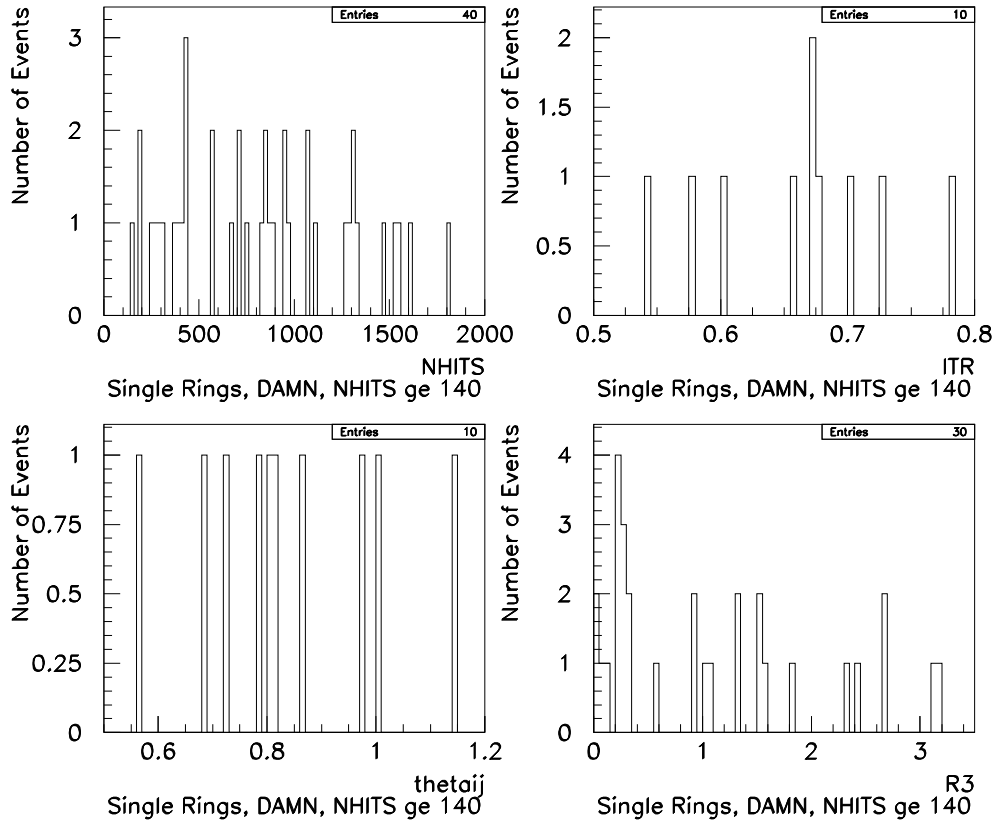 Entries 40
Number of Events
3
2
1
0
0 500 1000 1500 2000
NHITS
Single Rings, DAMN, NHITS ge 140
Entries 10
Number of Events
2
1.5
1
0.5
0
0.5 0.6 0.7 0.8
ITR
Single Rings, DAMN, NHITS ge 140
Entries 10
Number of Events
1
0.75
0.5
0.25
0
0.6 0.8 1 1.2
thetaij
Single Rings, DAMN, NHITS ge 140
Entries 30
Number of Events
4
3
2
1
0
0 1 2 3
R3
Single Rings, DAMN, NHITS ge 140